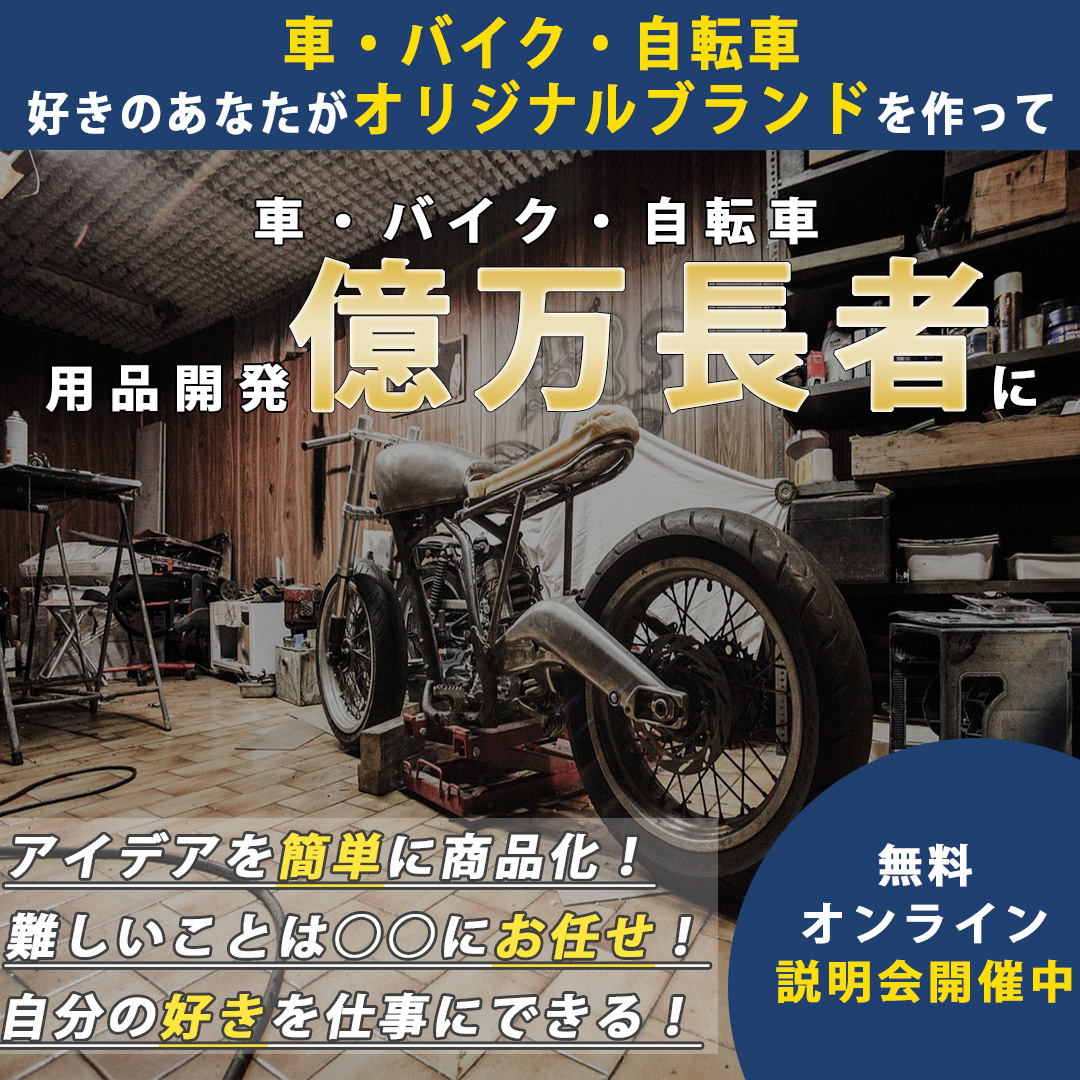 車・バイク・自転車
好きのあなたがオリジナルブランドを作って
車・バイク・自転車
用品開発億万長者に
アイデアを簡単に商品化！
難しいことは〇〇にお任せ！
自分の好きを仕事にできる！
無料
オンライン
説明会開催中